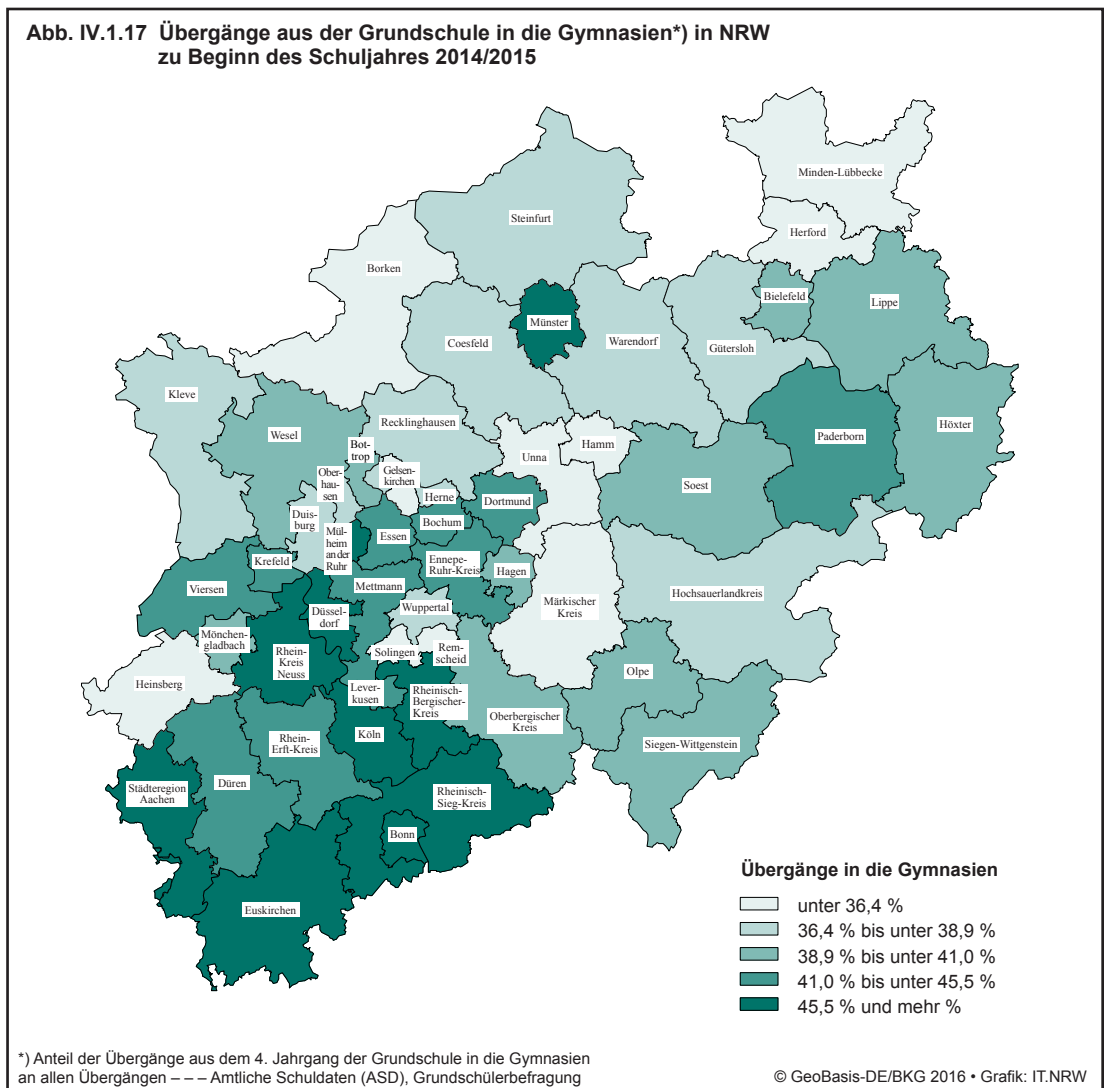 Abb. IV.1.17 Übergänge aus der Grundschule in die Gymnasien*) in NRW
zu Beginn des Schuljahres 2014/2015
Minden-Lübbecke
Steinfurt
Herford
Borken
Bielefeld
Lippe
Münster
Coesfeld
Warendorf
Gütersloh
Kleve
Recklinghausen
Höxter
Wesel
Paderborn
Bot-
trop
Hamm
Unna
Gelsen-
kirchen
Ober-
hausen
Soest
Herne
Dortmund
Duis-
burg
Bochum
Mül-
heim
an der
Ruhr
Essen
Krefeld
Ennepe-
Ruhr-Kreis
Hagen
Viersen
Mettmann
Hochsauerlandkreis
Märkischer
Kreis
Wuppertal
Düssel-
dorf
Mönchen-
gladbach
Solingen
Rem-
scheid
Rhein-
Kreis
Neuss
Heinsberg
Olpe
Lever-
kusen
Rheinisch-
Bergischer-
Kreis
Oberbergischer
Kreis
Köln
Rhein-
Erft-Kreis
Siegen-Wittgenstein
Düren
Städteregion
Aachen
Rheinisch-
Sieg-Kreis
Bonn
Euskirchen
Übergänge in die Gymnasien
unter 36,4 %
36,4 % bis unter 38,9 %
38,9 % bis unter 41,0 %
41,0 % bis unter 45,5 %
45,5 % und mehr %
*) Anteil der Übergänge aus dem 4. Jahrgang der Grundschule in die Gymnasien
an allen Übergängen – – – Amtliche Schuldaten (ASD), Grundschülerbefragung
© GeoBasis-DE/BKG 2016 • Grafik: IT.NRW